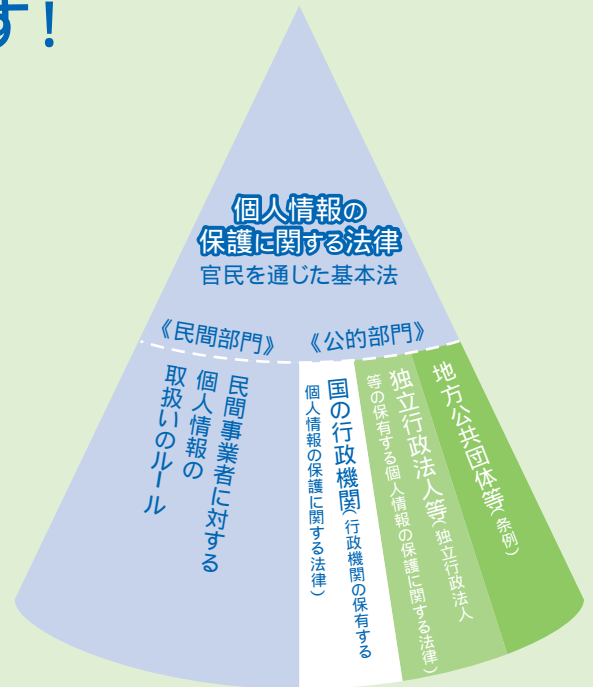 す!
個人情報の
保護に関する法律
官民を通じた基本法
《民間部門》
《公的部門》
民間事業者に対する
個人情報の
取扱いのルール
国の行政機関(行政機関の保有する
個人情報の保護に関する法律)
独立行政法人等(独立行政法人
等の保有する個人情報の保護に関する法律)
地方公共団体等(条例)